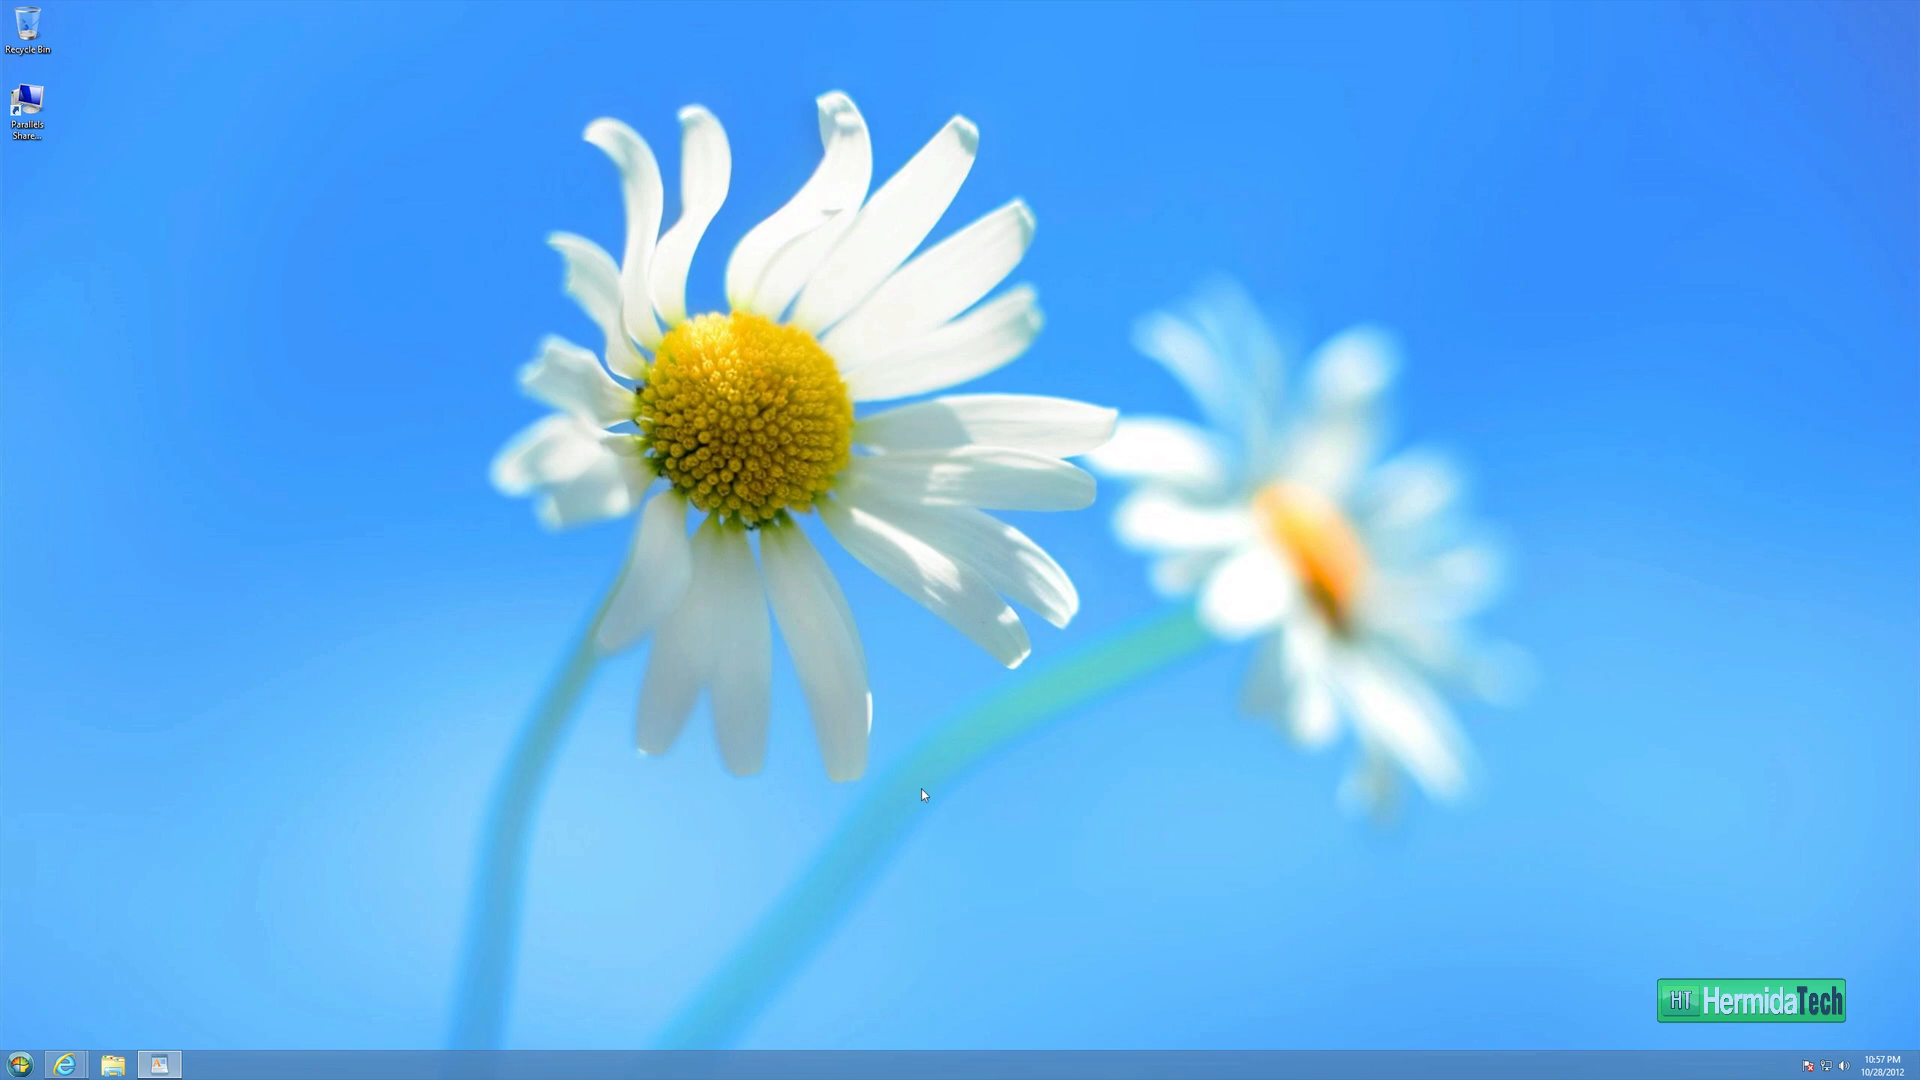 Recycle Bin
Parallels
Share...
HT HermidaTech
10:57 PM
10/28/2012